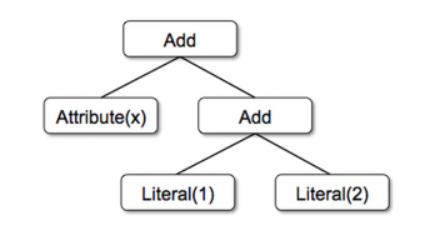 Add
Attribute(x)
Add
Literal(1)
Literal(2)